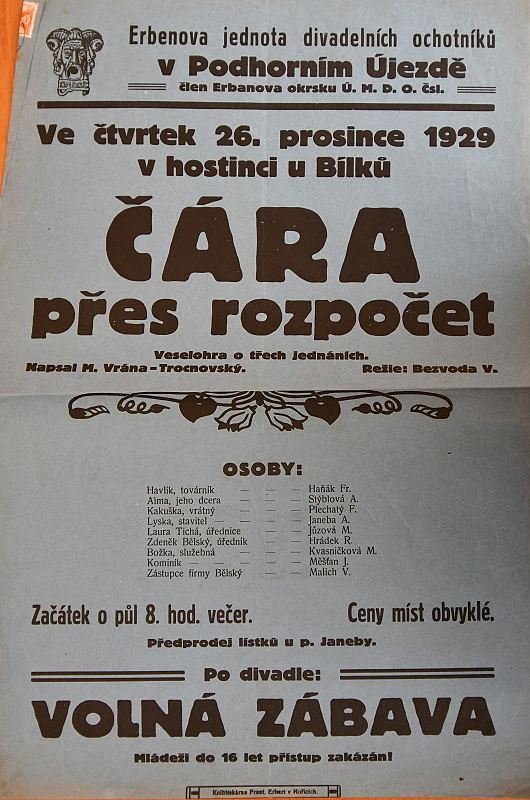 Erbenova jednota divadelních ochotníků
v Podhorním Újezdě
člen Erbanova okrsku Ú. M. D. O. čsl.
Ve čtvrtek 26. prosince 1929
v hostinci u Bílků
ČÁRA
přes rozpočet
Veselohra o třech jednáních.
Napsal M. Vrána-Trocnovský. Režie: Bezvoda V.
OSOBY:
Havlík, továrník — — — Haňák Fr.
Alma, jeho dcera — — — Stýblová A.
Kakuška, vrátný — — — Plechatý F.
Lyska, stavitel — — — Janeba A.
Laura Tichá, úřednice — — Jůzová M.
Zdeněk Bělský, úředník — — Hrádek R.
Božka, služebná — — — Kvasničková M.
Kominík — — — — Měšťan J.
Zástupce firmy Bělský — — Malich V.
Začátek o půl 8. hod. večer. Ceny míst obvyklé.
Předprodej lístků u p. Janeby.
Po divadle:
VOLNÁ ZÁBAVA
Mládeži do 16 let přístup zakázán!
Knihtiskárna Frant. Erbert v Hořicích.